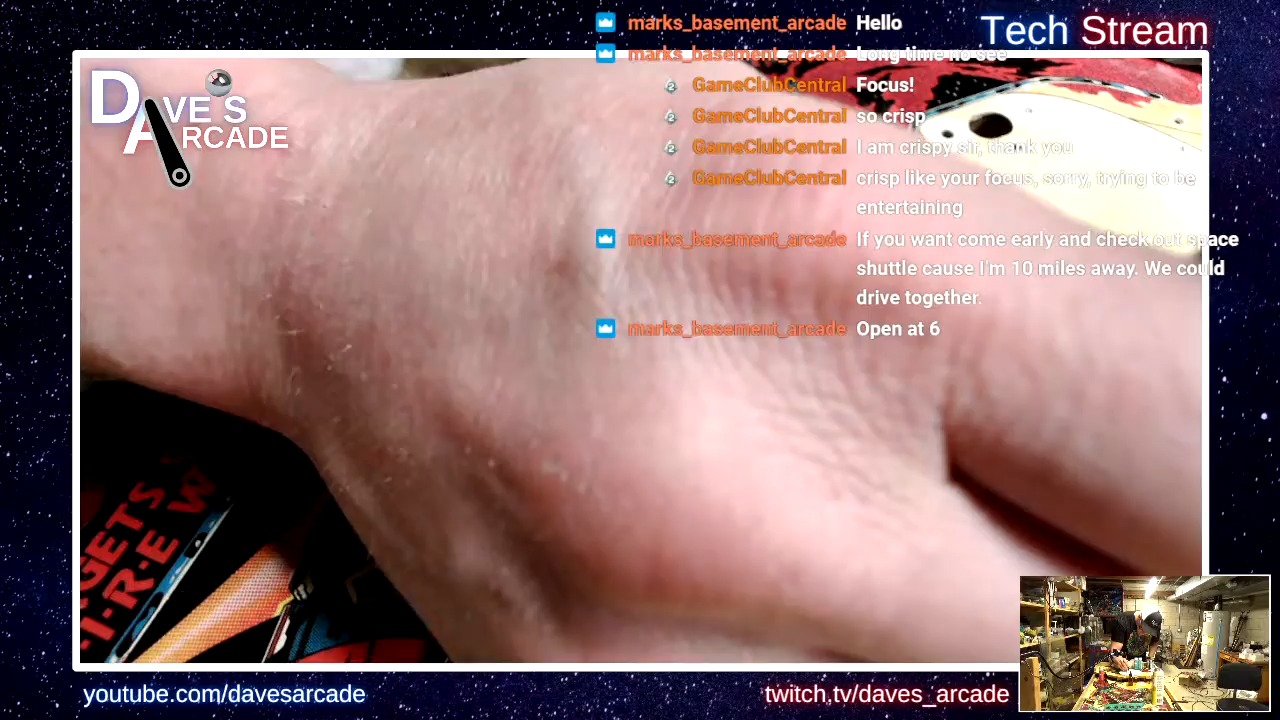 Tech Stream
marks_basement_arcade Hello
marks_basement_arcade Long time no see
GameClubCentral Focus!
GameClubCentral so crisp
GameClubCentral I am crispy sir, thank you
GameClubCentral crisp like your focus, sorry, trying to be
entertaining
marks_basement_arcade If you want come early and check out space
shuttle cause I'm 10 miles away. We could
drive together.
marks_basement_arcade Open at 6
DAVE'S
ARCADE
GETS
W
youtube.com/davesarcade
twitch.tv/daves_arcade